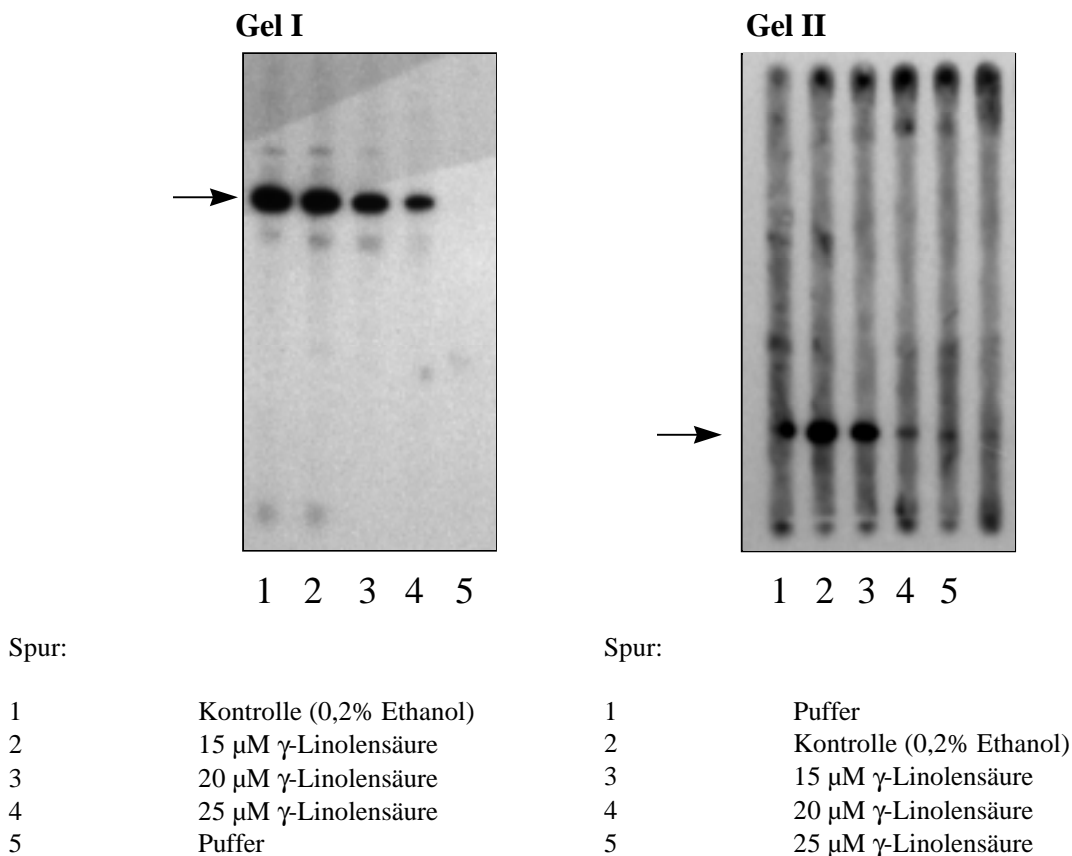 Gel I
Gel II
1 2 3 4 5
1 2 3 4 5
Spur:
1 Kontrolle (0,2% Ethanol)
2 15 μM γ-Linolensäure
3 20 μM γ-Linolensäure
4 25 μM γ-Linolensäure
5 Puffer
Spur:
1 Puffer
2 Kontrolle (0,2% Ethanol)
3 15 μM γ-Linolensäure
4 20 μM γ-Linolensäure
5 25 μM γ-Linolensäure